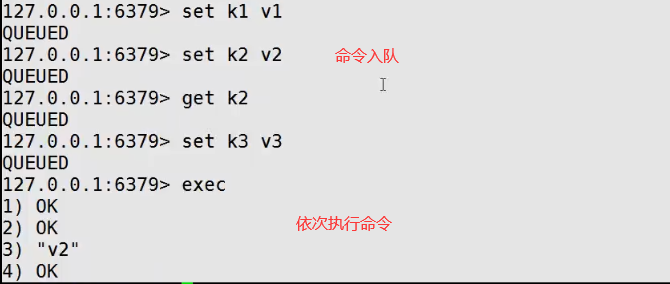 127.0.0.1:6379> set k1 v1
QUEUED
127.0.0.1:6379> set k2 v2
命令入队
QUEUED
127.0.0.1:6379> get k2
QUEUED
127.0.0.1:6379> set k3 v3
QUEUED
127.0.0.1:6379> exec
1) OK
2) OK
依次执行命令
3) "v2"
4) OK